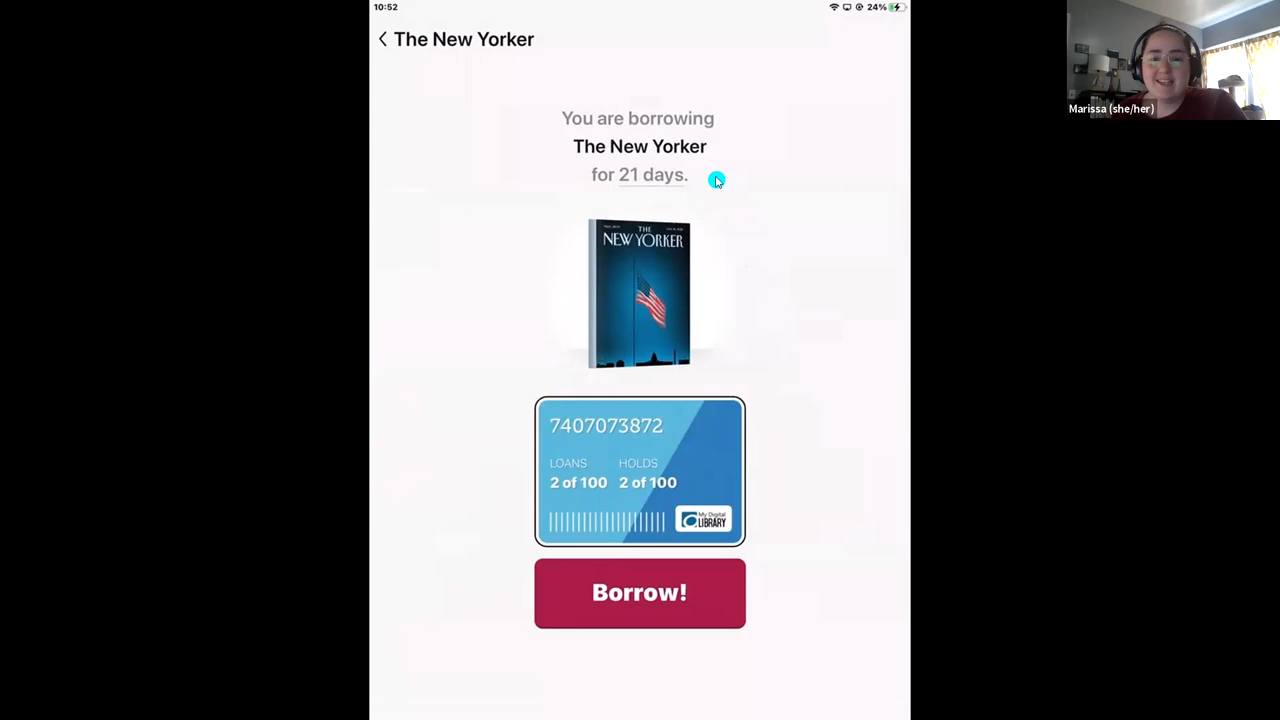 10:52
24%
The New Yorker
Marissa (she/her)
You are borrowing
The New Yorker
for 21 days.
THE
NEW YORKER
7407073872
LOANS HOLDS
2 of 100 2 of 100
My Digital
LIBRARY
Borrow!